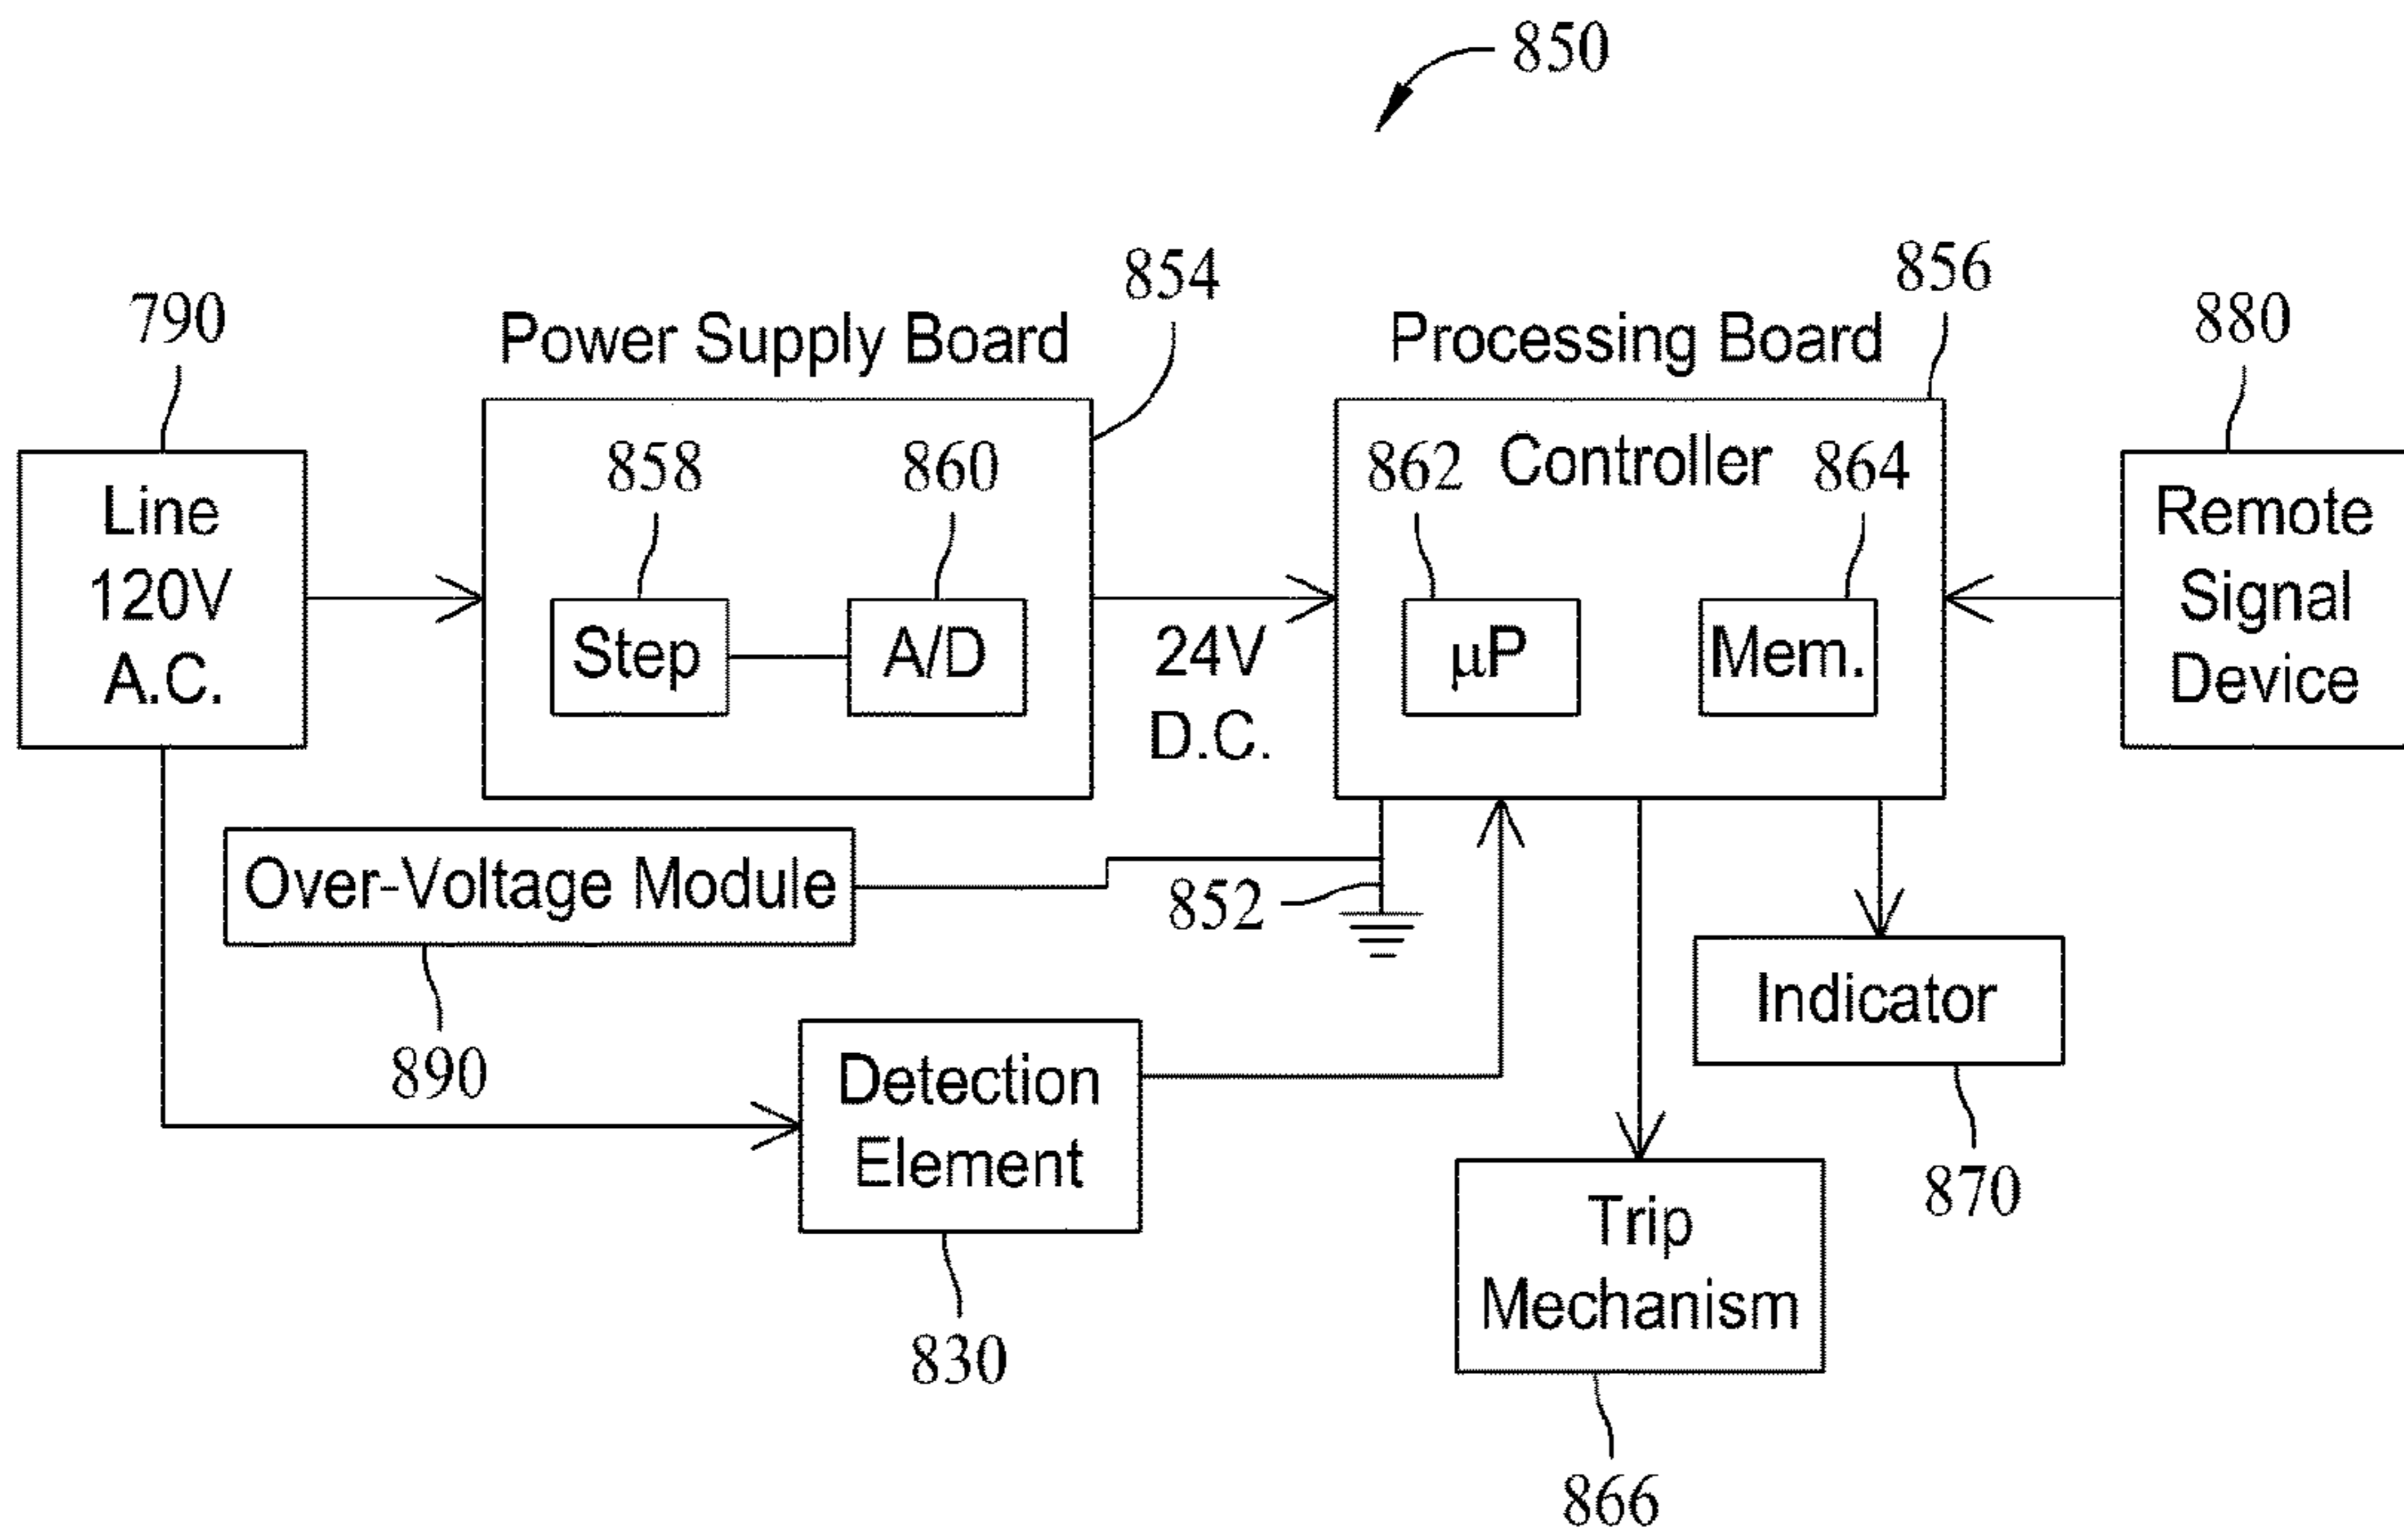 850
854
856
790
Power Supply Board
Processing Board
880
858
860
862
Controller
864
Line
120V
A.C.
Step
A/D
24V
D.C.
µP
Mem.
Remote
Signal
Device
Over-Voltage Module
852
890
Indicator
Detection
Element
870
830
Trip
Mechanism
866